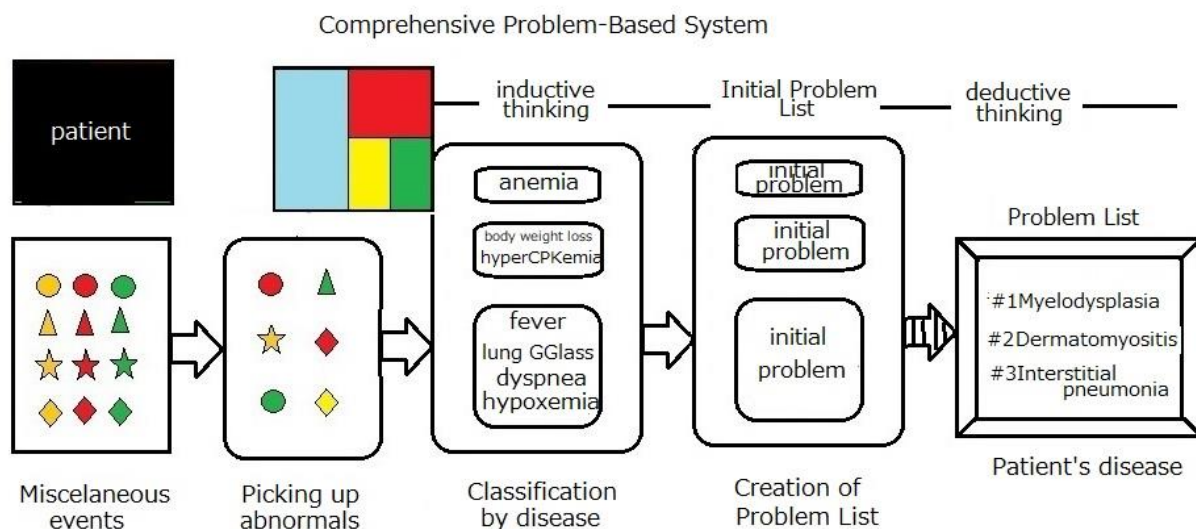 Comprehensive Problem-Based System
patient
inductive
thinking
Initial Problem
List
deductive
thinking
anemia
body weight loss
hyperCPKemia
fever
lung GGlass
dyspnea
hypoxemia
initial
problem
initial
problem
initial
problem
Problem List
#1Myelodysplasia
#2Dermatomyositis
#3Interstitial
pneumonia
Miscelaneous
events
Picking up
abnormals
Classification
by disease
Creation of
Problem List
Patient's disease